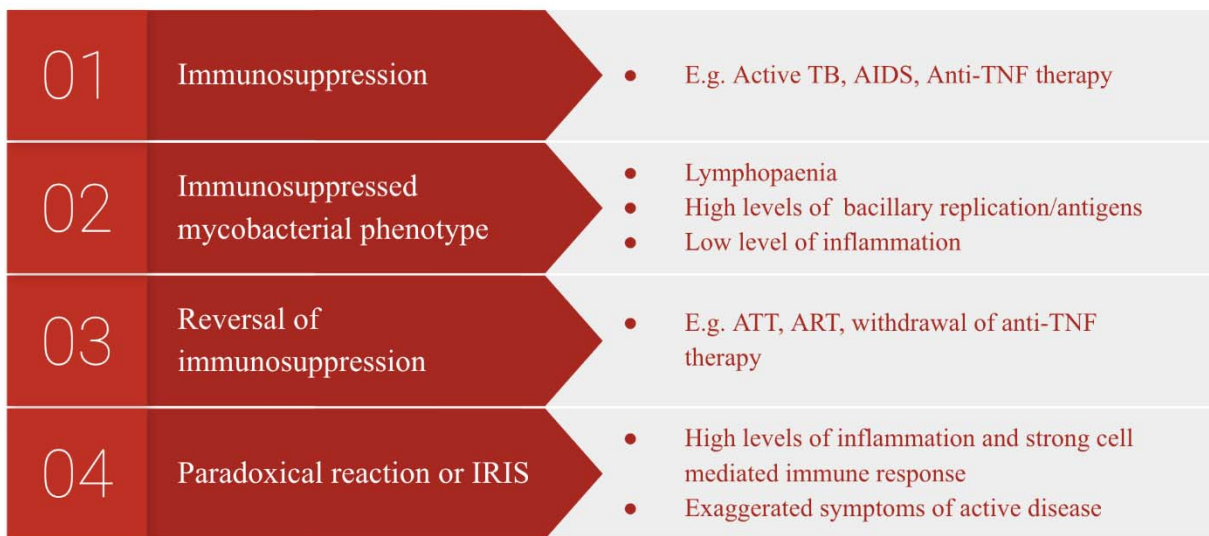 01
Immunosuppression
● E.g. Active TB, AIDS, Anti-TNF therapy
02
Immunosuppressed
mycobacterial phenotype
● Lymphopaenia
● High levels of bacillary replication/antigens
● Low level of inflammation
03
Reversal of
immunosuppression
● E.g. ATT, ART, withdrawal of anti-TNF
therapy
04
Paradoxical reaction or IRIS
● High levels of inflammation and strong cell
mediated immune response
● Exaggerated symptoms of active disease